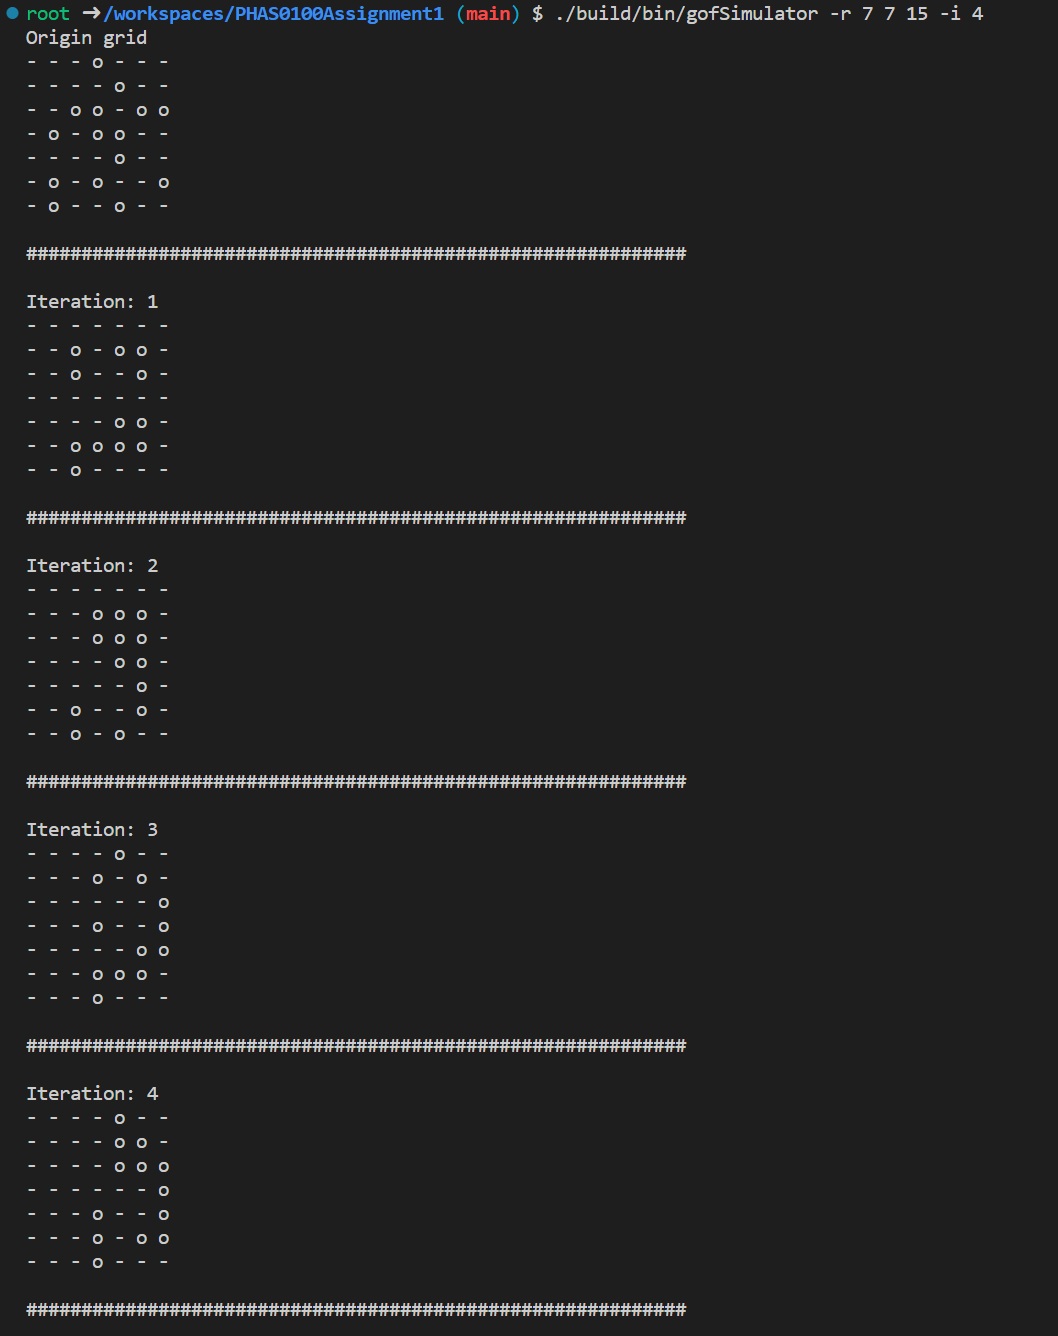 root ➜ /workspaces/PHAS0100Assignment1 (main) $ ./build/bin/gofSimulator -r 7 7 15 -i 4
Origin grid
- - - o - - -
- - - - o - -
- - o o - o o
- o - o o - -
- - - - o - -
- o - o - - o
- o - - o - -
############################################################
Iteration: 1
- - - - - - -
- - o - o o -
- - o - - o -
- - - - - - -
- - - - o o -
- - o o o o -
- - o - - - -
############################################################
Iteration: 2
- - - - - - -
- - - o o o -
- - - o o o -
- - - - o o -
- - - - - o -
- - o - - o -
- - o - o - -
############################################################
Iteration: 3
- - - - o - -
- - - o - o -
- - - - - - o
- - - o - - o
- - - - - o o
- - - o o o -
- - - o - - -
############################################################
Iteration: 4
- - - - o - -
- - - - o o -
- - - - o o o
- - - - - - o
- - - o - - o
- - - o - o o
- - - o - - -
############################################################